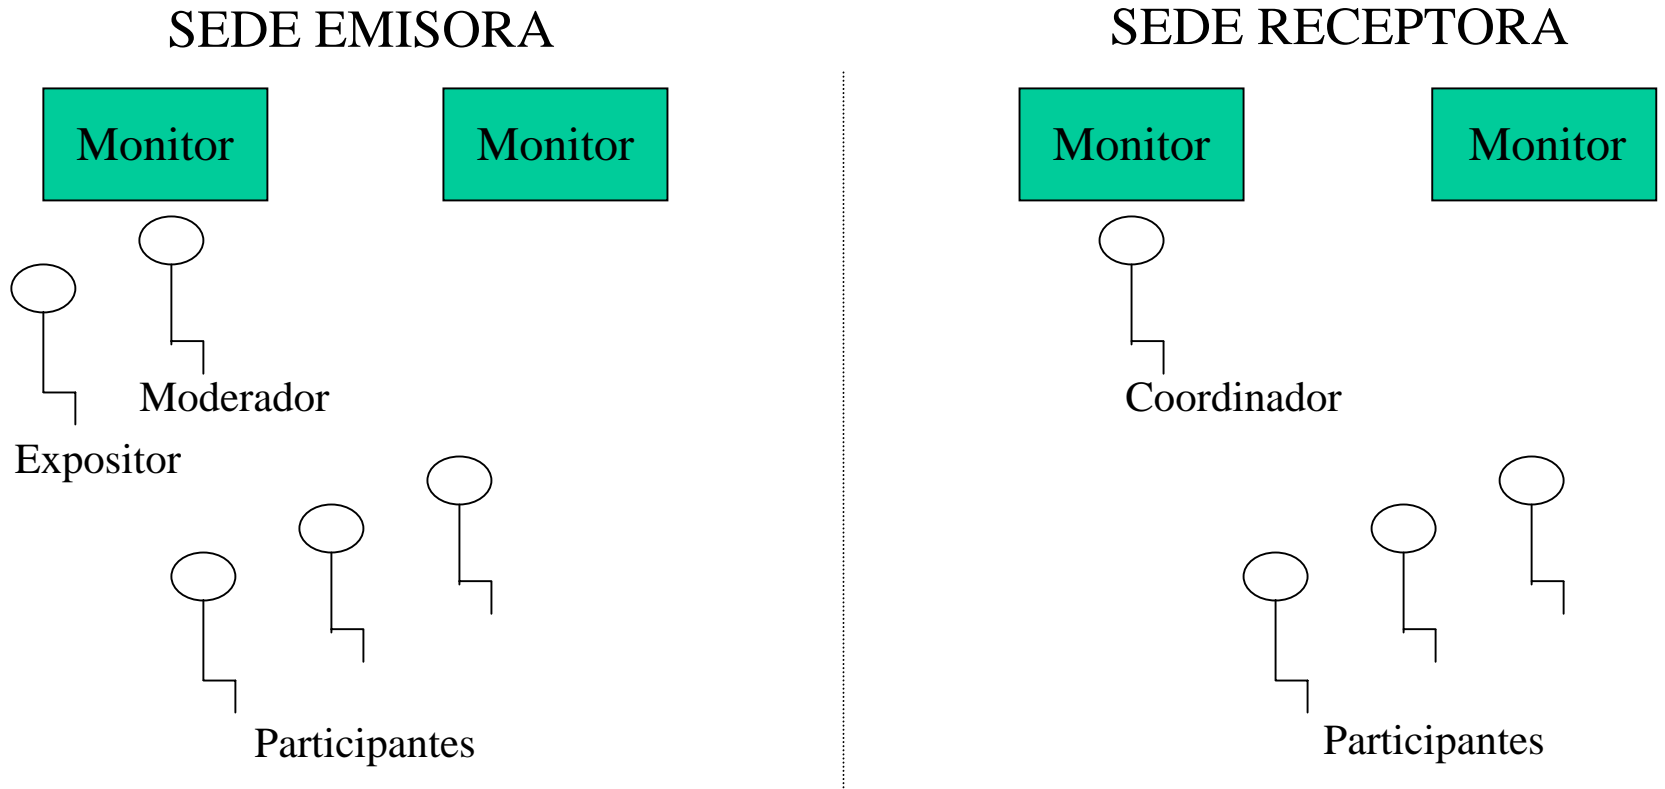 SEDE EMISORA
Monitor
Monitor
Moderador
Expositor
Participantes
SEDE RECEPTORA
Monitor
Monitor
Coordinador
Participantes